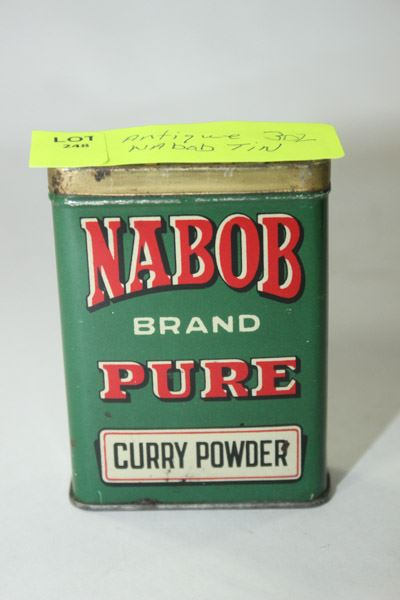 LOT Antique 3oz
248 Nabob Tin
NABOB
BRAND
PURE
CURRY POWDER